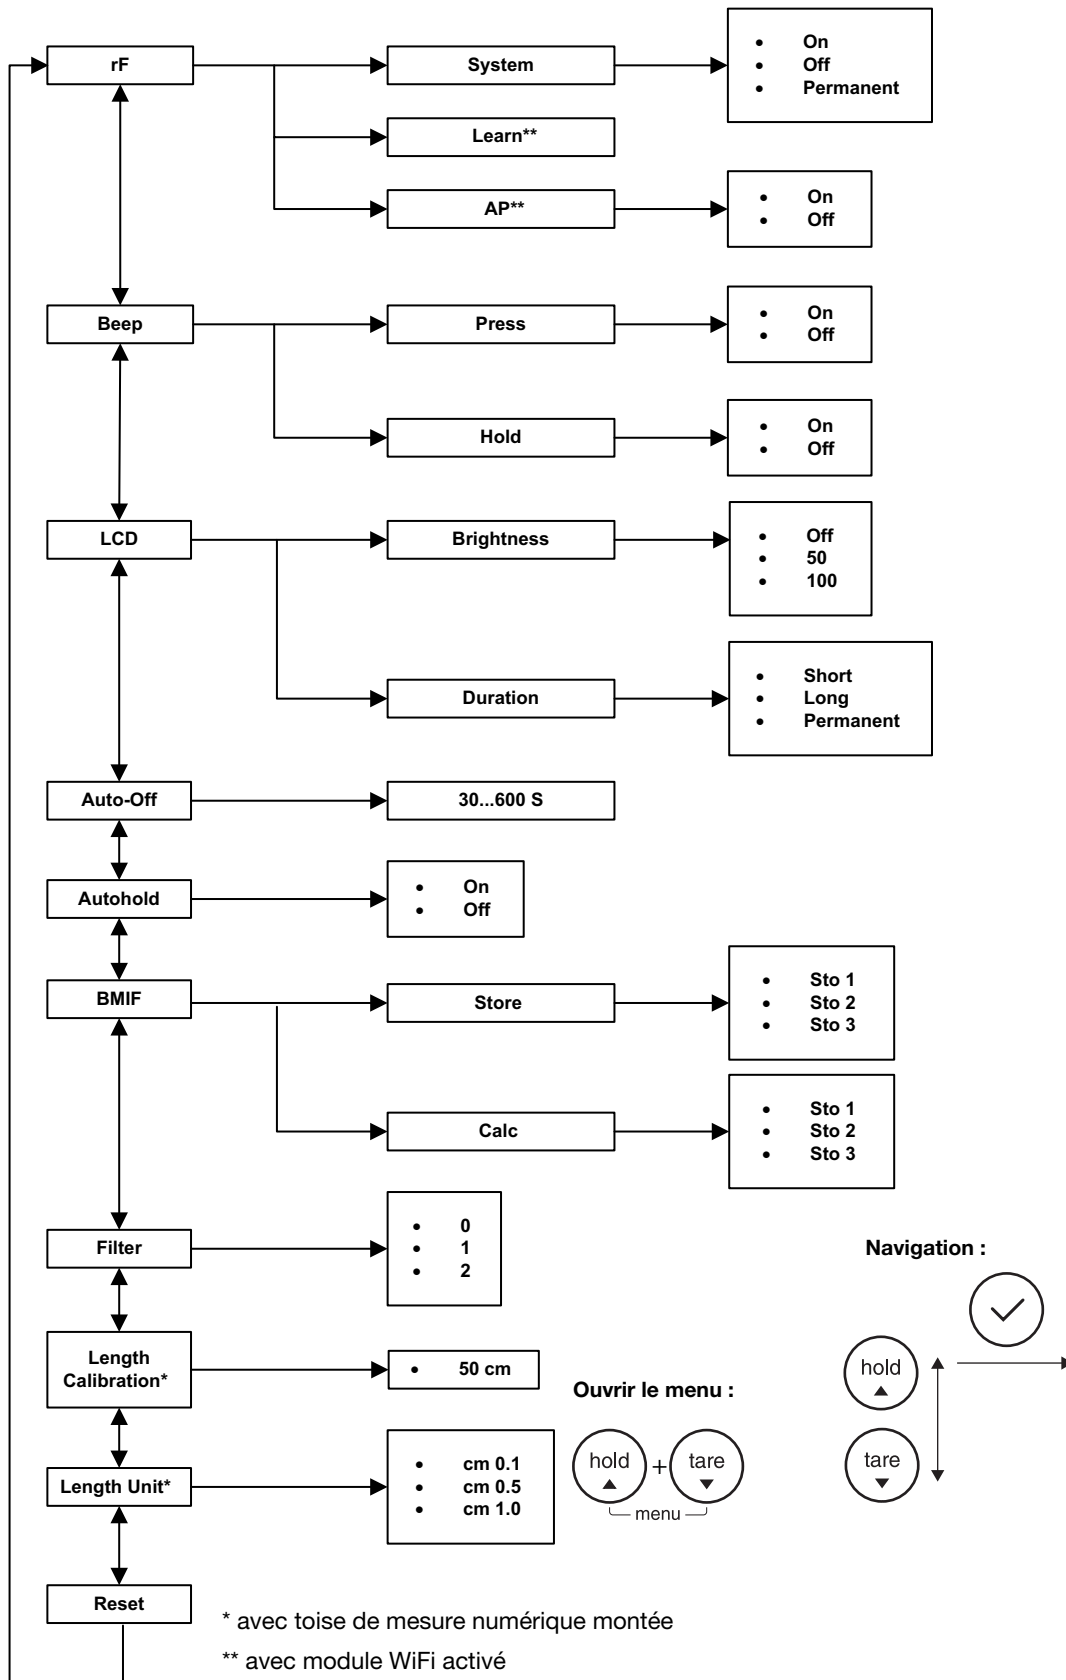 rF
System
• On
• Off
• Permanent
Learn**
AP**
• On
• Off
Beep
Press
• On
• Off
Hold
• On
• Off
LCD
Brightness
• Off
• 50
• 100
Duration
• Short
• Long
• Permanent
Auto-Off
30...600 S
Autohold
• On
• Off
BMIF
Store
• Sto 1
• Sto 2
• Sto 3
Calc
• Sto 1
• Sto 2
• Sto 3
Filter
• 0
• 1
• 2
Length
Calibration*
• 50 cm
Length Unit*
• cm 0.1
• cm 0.5
• cm 1.0
Reset
Ouvrir le menu :
hold + tare
menu
Navigation :
hold
tare
* avec toise de mesure numérique montée
** avec module WiFi activé